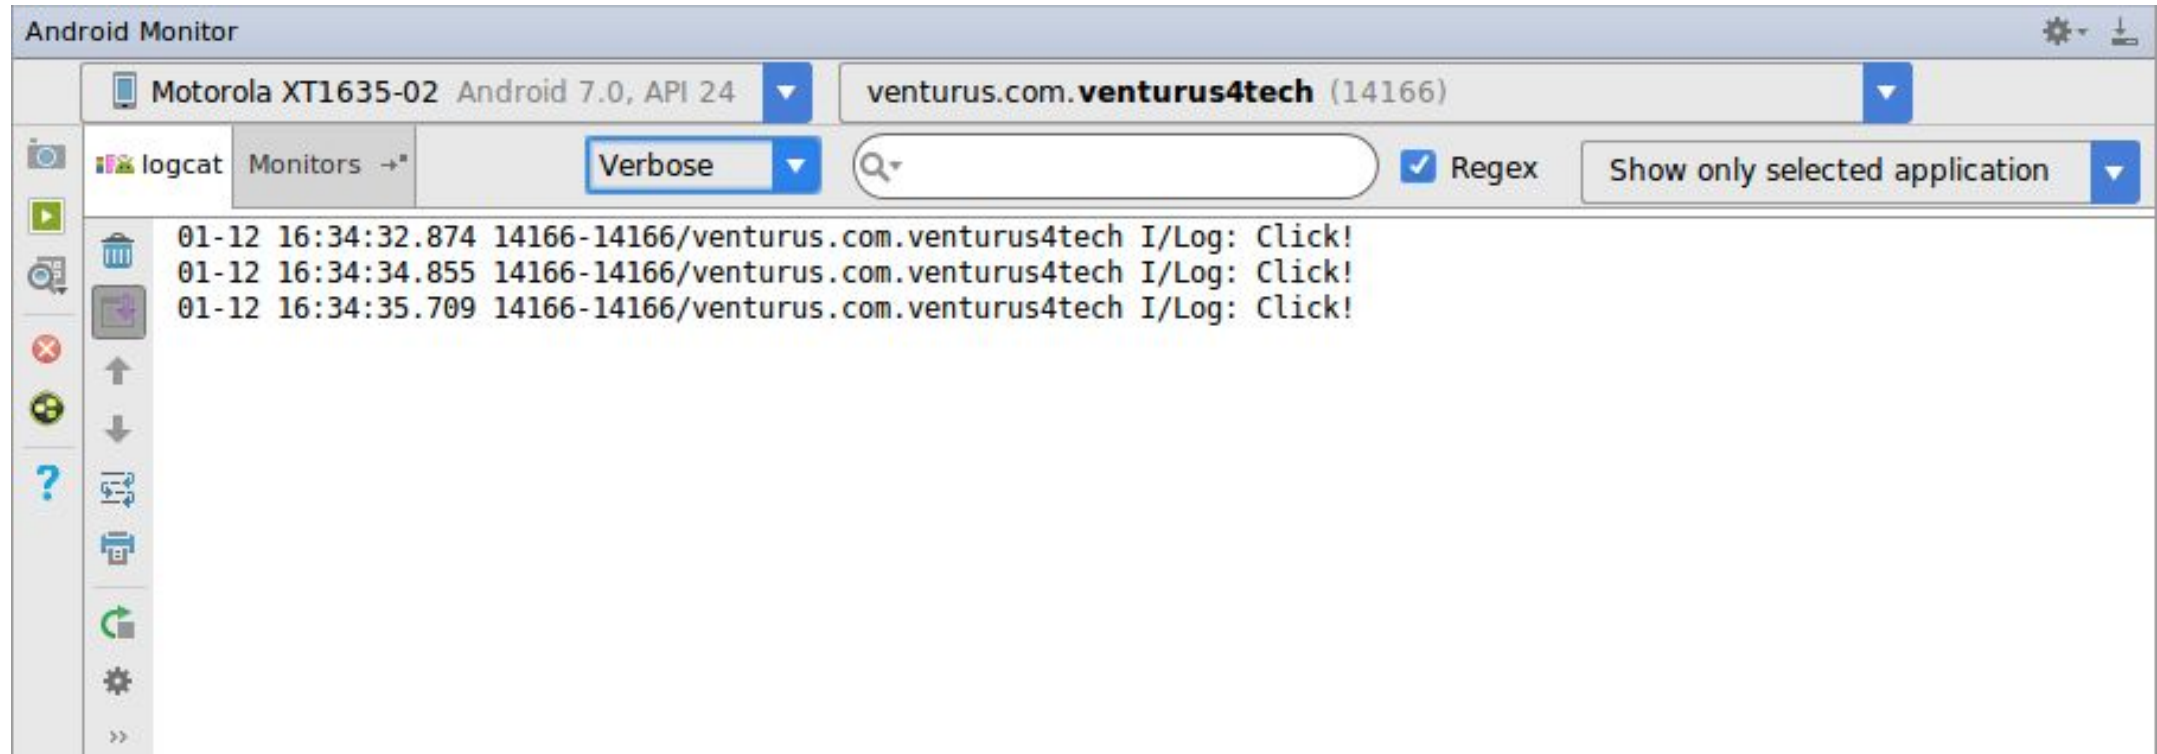 Android Monitor
Motorola XT1635-02 Android 7.0, API 24 venturus.com.venturus4tech (14166)
logcat Monitors Verbose Regex Show only selected application
01-12 16:34:32.874 14166-14166/venturus.com.venturus4tech I/Log: Click!
01-12 16:34:34.855 14166-14166/venturus.com.venturus4tech I/Log: Click!
01-12 16:34:35.709 14166-14166/venturus.com.venturus4tech I/Log: Click!